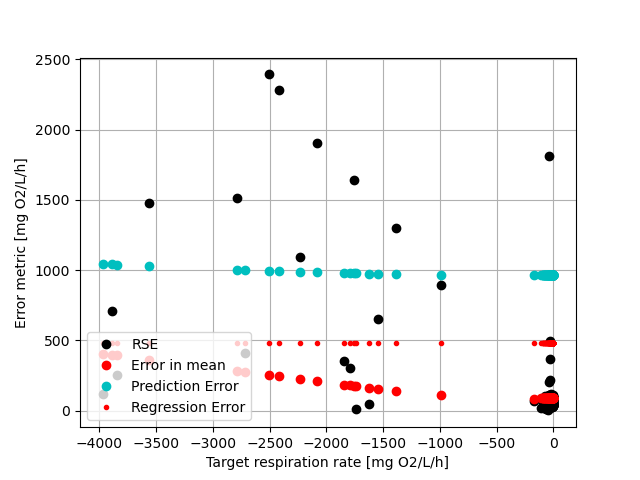 2500
2000
1500
1000
500
0
Error metric [mg O2/L/h]
RSE
Error in mean
Prediction Error
Regression Error
−4000 −3500 −3000 −2500 −2000 −1500 −1000 −500 0
Target respiration rate [mg O2/L/h]